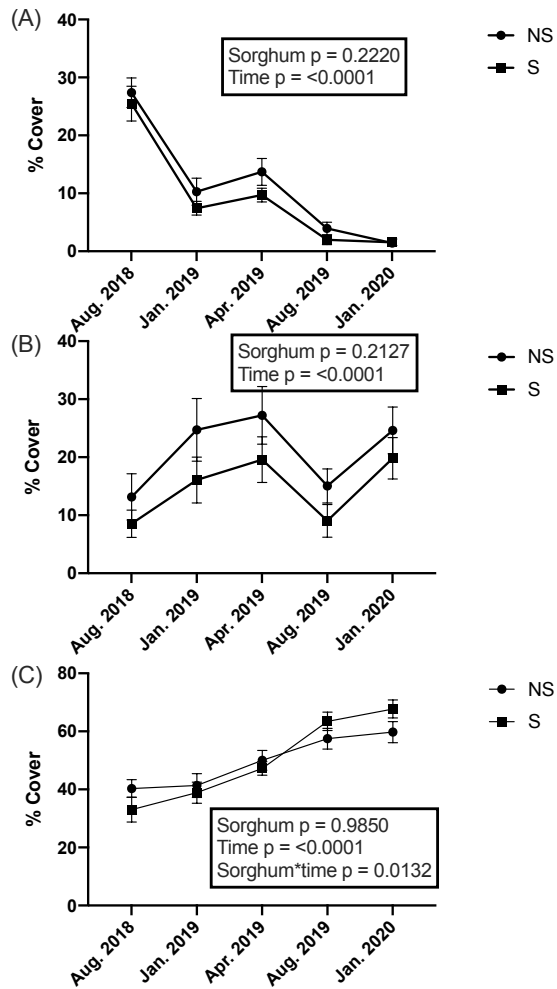 (A)
Sorghum p = 0.2220
Time p = <0.0001
NS
S
% Cover
40
30
20
10
0
Aug. 2018
Jan. 2019
Apr. 2019
Aug. 2019
Jan. 2020
(B)
Sorghum p = 0.2127
Time p = <0.0001
NS
S
% Cover
40
30
20
10
0
Aug. 2018
Jan. 2019
Apr. 2019
Aug. 2019
Jan. 2020
(C)
NS
S
% Cover
80
60
40
20
0
Sorghum p = 0.9850
Time p = <0.0001
Sorghum*time p = 0.0132
Aug. 2018
Jan. 2019
Apr. 2019
Aug. 2019
Jan. 2020